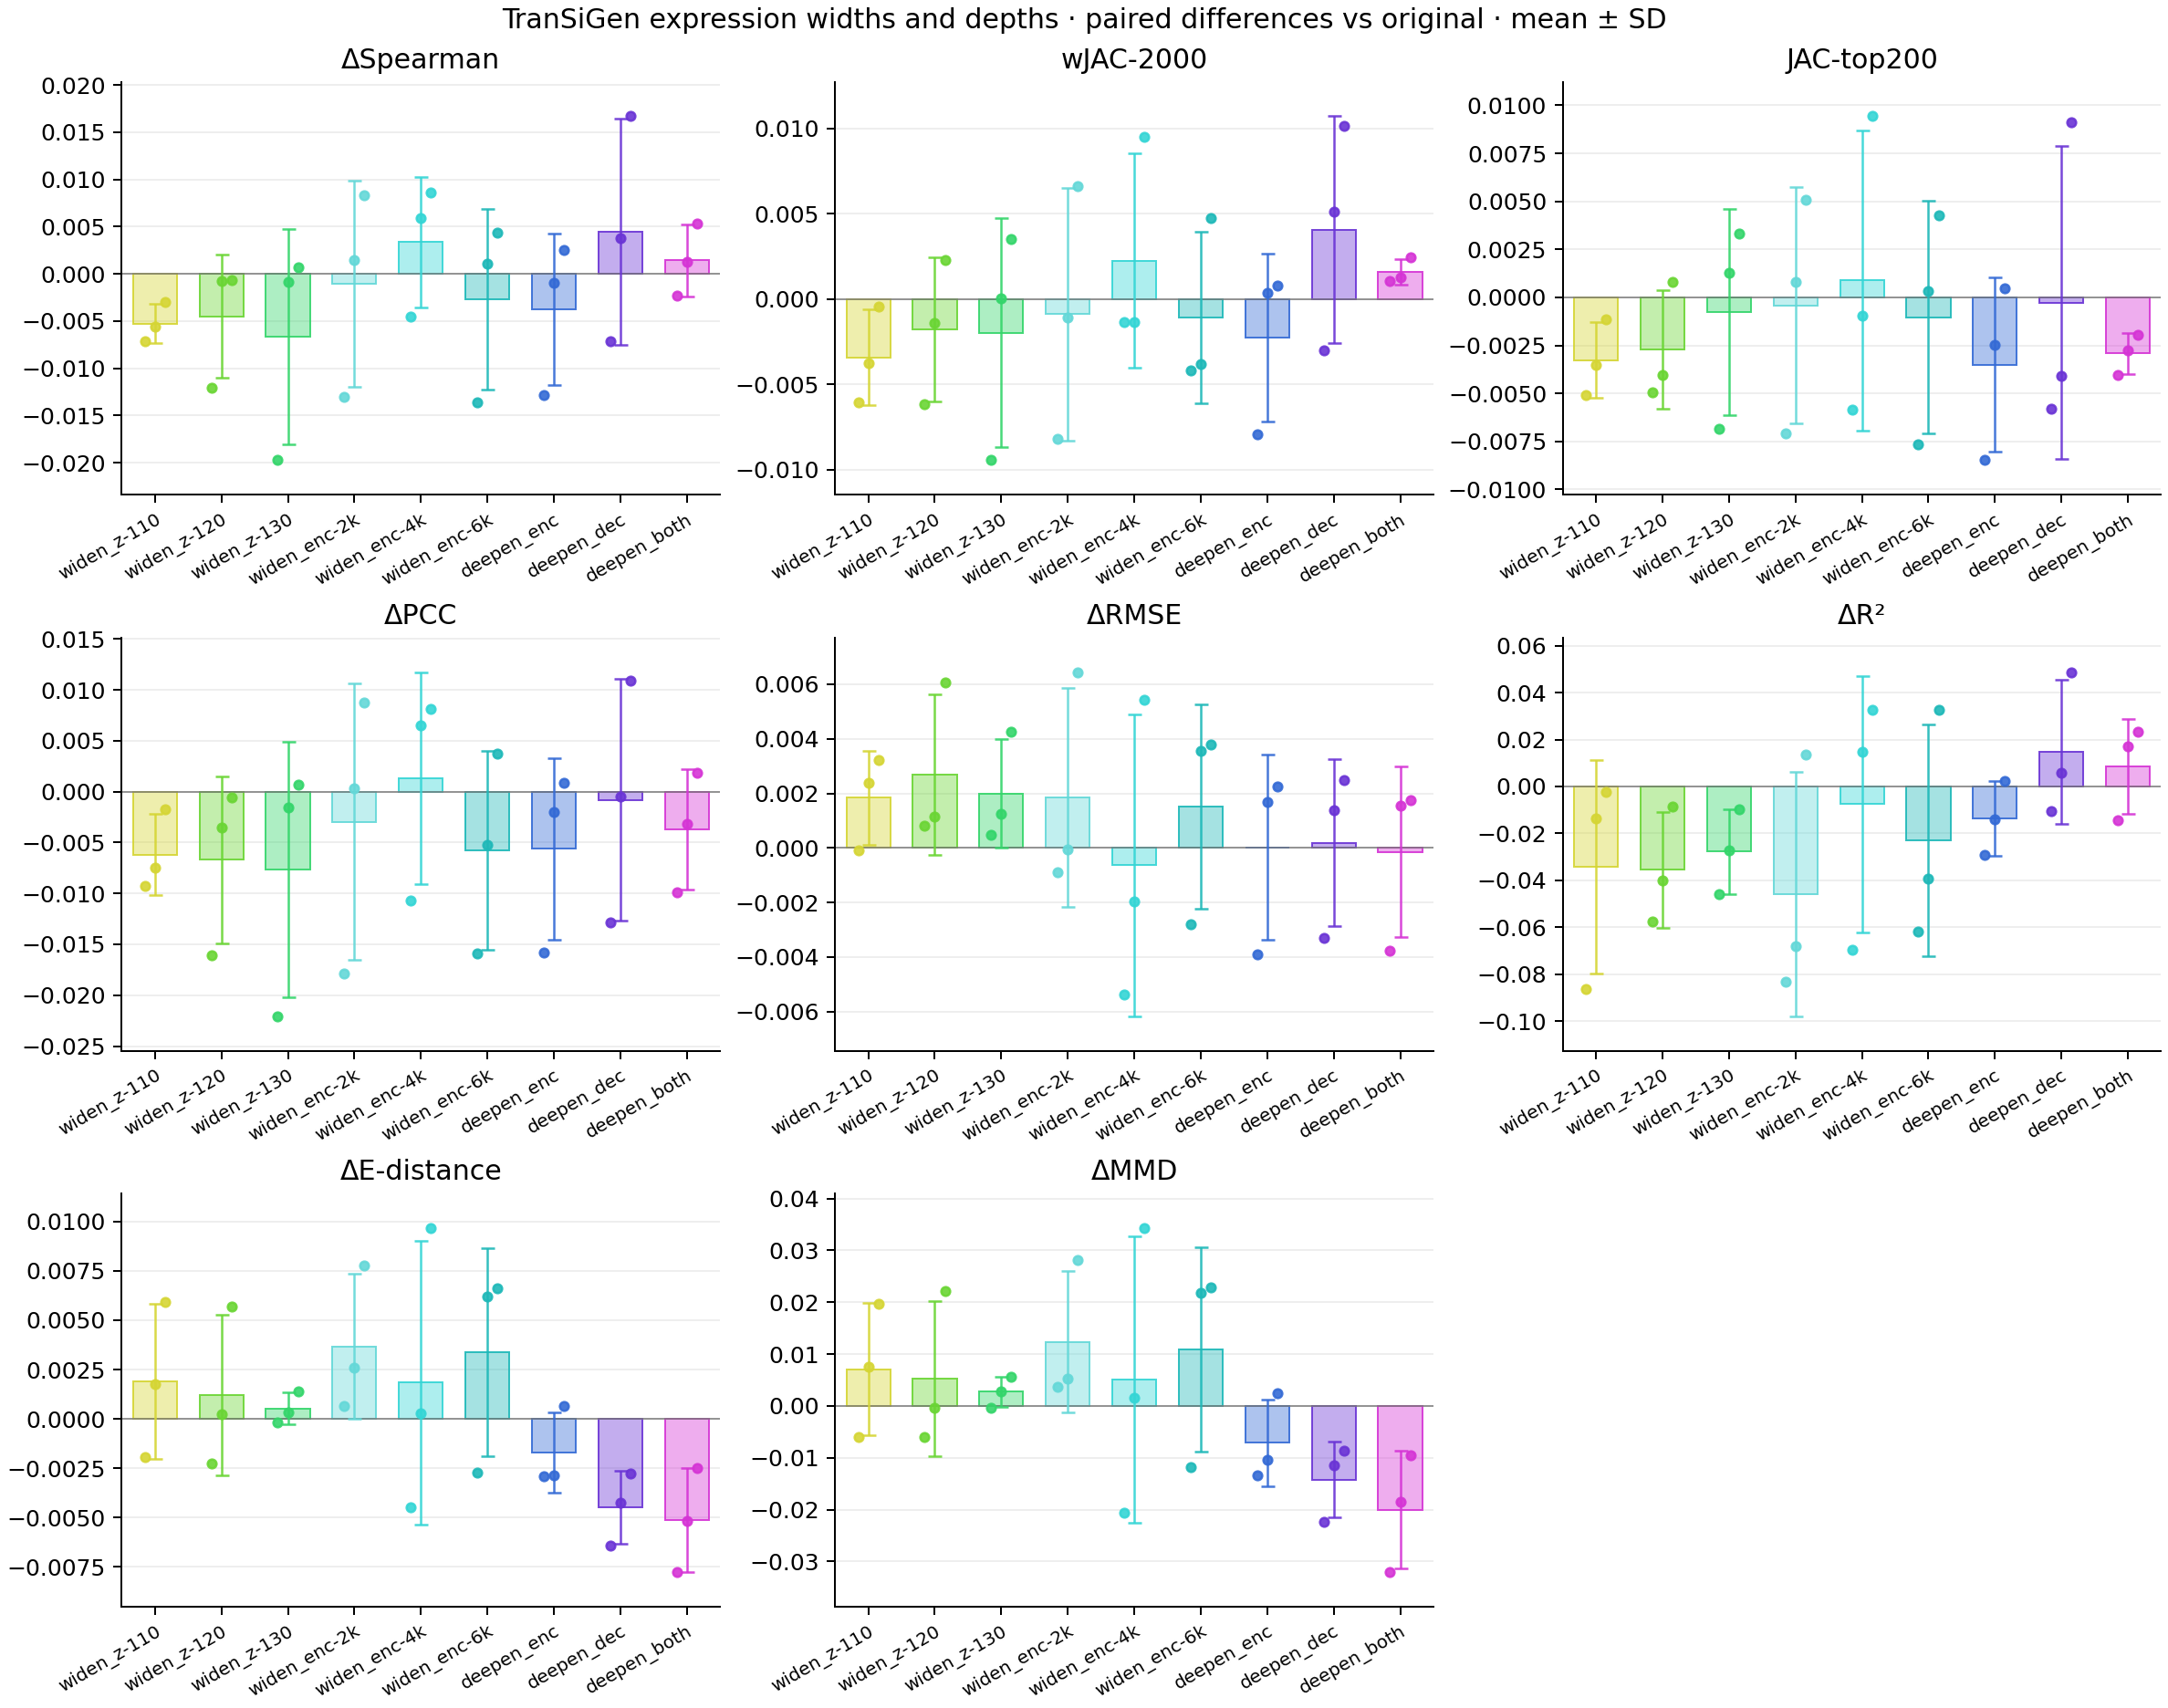 TranSiGen expression widths and depths · paired differences vs original · mean ± SD
ΔSpearman
0.020
0.015
0.010
0.005
0.000
−0.005
−0.010
−0.015
−0.020
widen_z-110
widen_z-120
widen_z-130
widen_enc-2k
widen_enc-4k
widen_enc-6k
deepen_enc
deepen_dec
deepen_both
wJAC-2000
0.010
0.005
0.000
−0.005
−0.010
widen_z-110
widen_z-120
widen_z-130
widen_enc-2k
widen_enc-4k
widen_enc-6k
deepen_enc
deepen_dec
deepen_both
JAC-top200
0.0100
0.0075
0.0050
0.0025
0.0000
−0.0025
−0.0050
−0.0075
−0.0100
widen_z-110
widen_z-120
widen_z-130
widen_enc-2k
widen_enc-4k
widen_enc-6k
deepen_enc
deepen_dec
deepen_both
ΔPCC
0.015
0.010
0.005
0.000
−0.005
−0.010
−0.015
−0.020
−0.025
widen_z-110
widen_z-120
widen_z-130
widen_enc-2k
widen_enc-4k
widen_enc-6k
deepen_enc
deepen_dec
deepen_both
ΔRMSE
0.006
0.004
0.002
0.000
−0.002
−0.004
−0.006
widen_z-110
widen_z-120
widen_z-130
widen_enc-2k
widen_enc-4k
widen_enc-6k
deepen_enc
deepen_dec
deepen_both
ΔR²
0.06
0.04
0.02
0.00
−0.02
−0.04
−0.06
−0.08
−0.10
widen_z-110
widen_z-120
widen_z-130
widen_enc-2k
widen_enc-4k
widen_enc-6k
deepen_enc
deepen_dec
deepen_both
ΔE-distance
0.0100
0.0075
0.0050
0.0025
0.0000
−0.0025
−0.0050
−0.0075
widen_z-110
widen_z-120
widen_z-130
widen_enc-2k
widen_enc-4k
widen_enc-6k
deepen_enc
deepen_dec
deepen_both
ΔMMD
0.04
0.03
0.02
0.01
0.00
−0.01
−0.02
−0.03
widen_z-110
widen_z-120
widen_z-130
widen_enc-2k
widen_enc-4k
widen_enc-6k
deepen_enc
deepen_dec
deepen_both